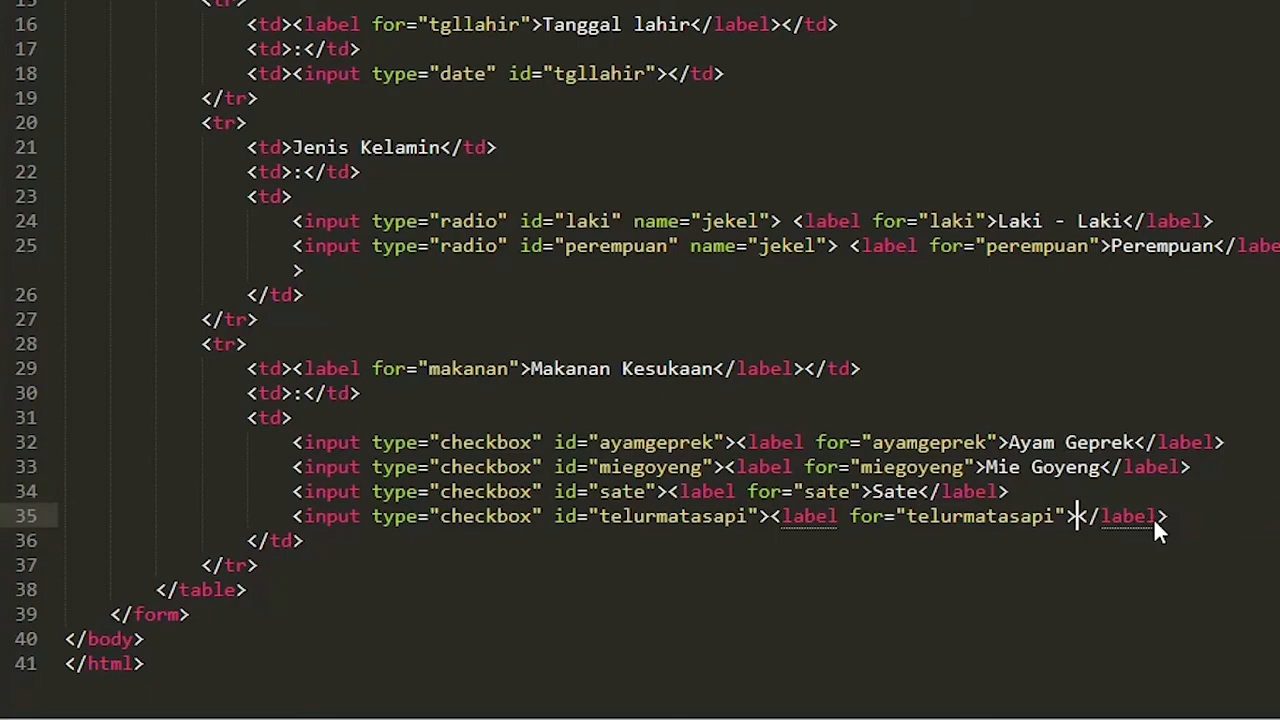 15 <tr>
16 <td><label for="tgllahir">Tanggal lahir</label></td>
17 <td>:</td>
18 <td><input type="date" id="tgllahir"></td>
19 </tr>
20 <tr>
21 <td>Jenis Kelamin</td>
22 <td>:</td>
23 <td>
24 <input type="radio" id="laki" name="jekel"> <label for="laki">Laki - Laki</label>
25 <input type="radio" id="perempuan" name="jekel"> <label for="perempuan">Perempuan</labe
>
26 </td>
27 </tr>
28 <tr>
29 <td><label for="makanan">Makanan Kesukaan</label></td>
30 <td>:</td>
31 <td>
32 <input type="checkbox" id="ayamgeprek"><label for="ayamgeprek">Ayam Geprek</label>
33 <input type="checkbox" id="miegoyeng"><label for="miegoyeng">Mie Goyeng</label>
34 <input type="checkbox" id="sate"><label for="sate">Sate</label>
35 <input type="checkbox" id="telurmatasapi"><label for="telurmatasapi"></label>
36 </td>
37 </tr>
38 </table>
39 </form>
40 </body>
41 </html>